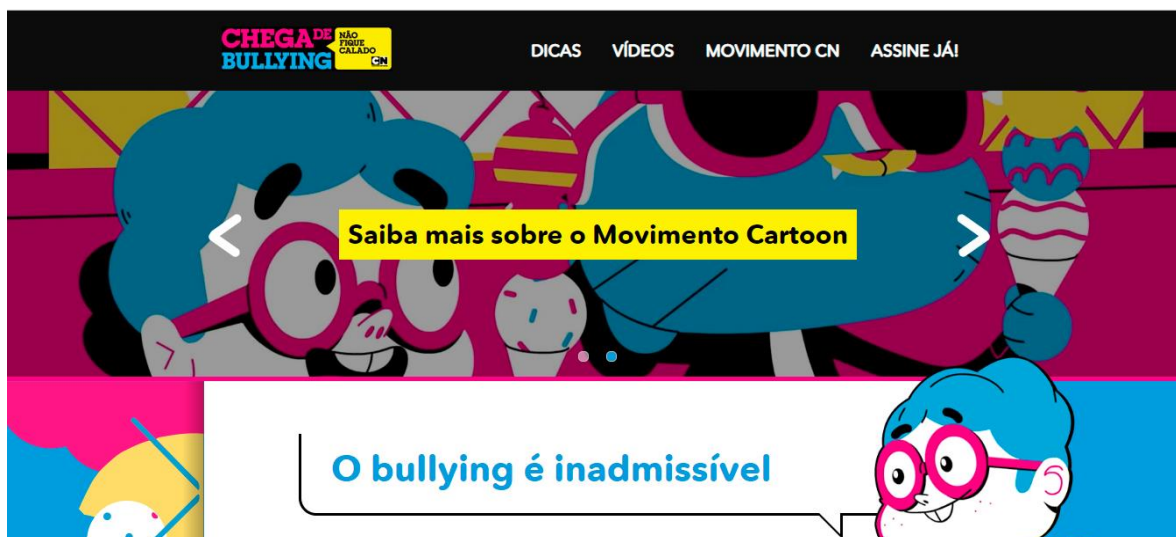 CHEGA DE
BULLYING
NÃO
FIQUE
CALADO
CN
DICAS VÍDEOS MOVIMENTO CN ASSINE JÁ!
Saiba mais sobre o Movimento Cartoon
O bullying é inadmissível